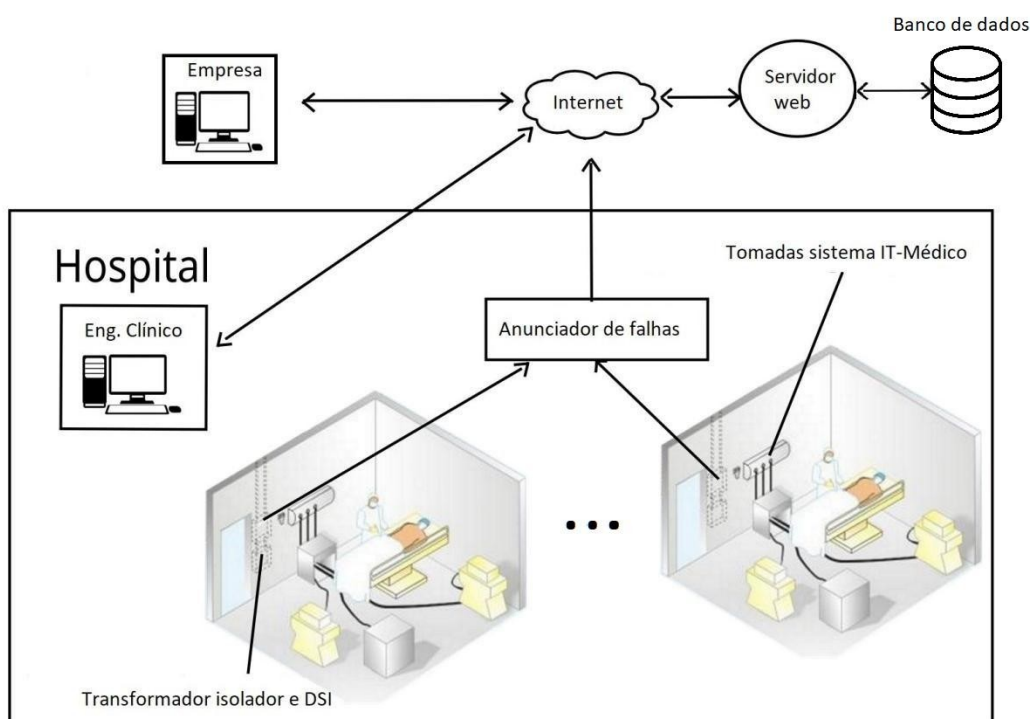 Banco de dados
Empresa
Internet
Servidor
web
Hospital
Tomadas sistema IT-Médico
Eng. Clínico
Anunciador de falhas
Transformador isolador e DSI